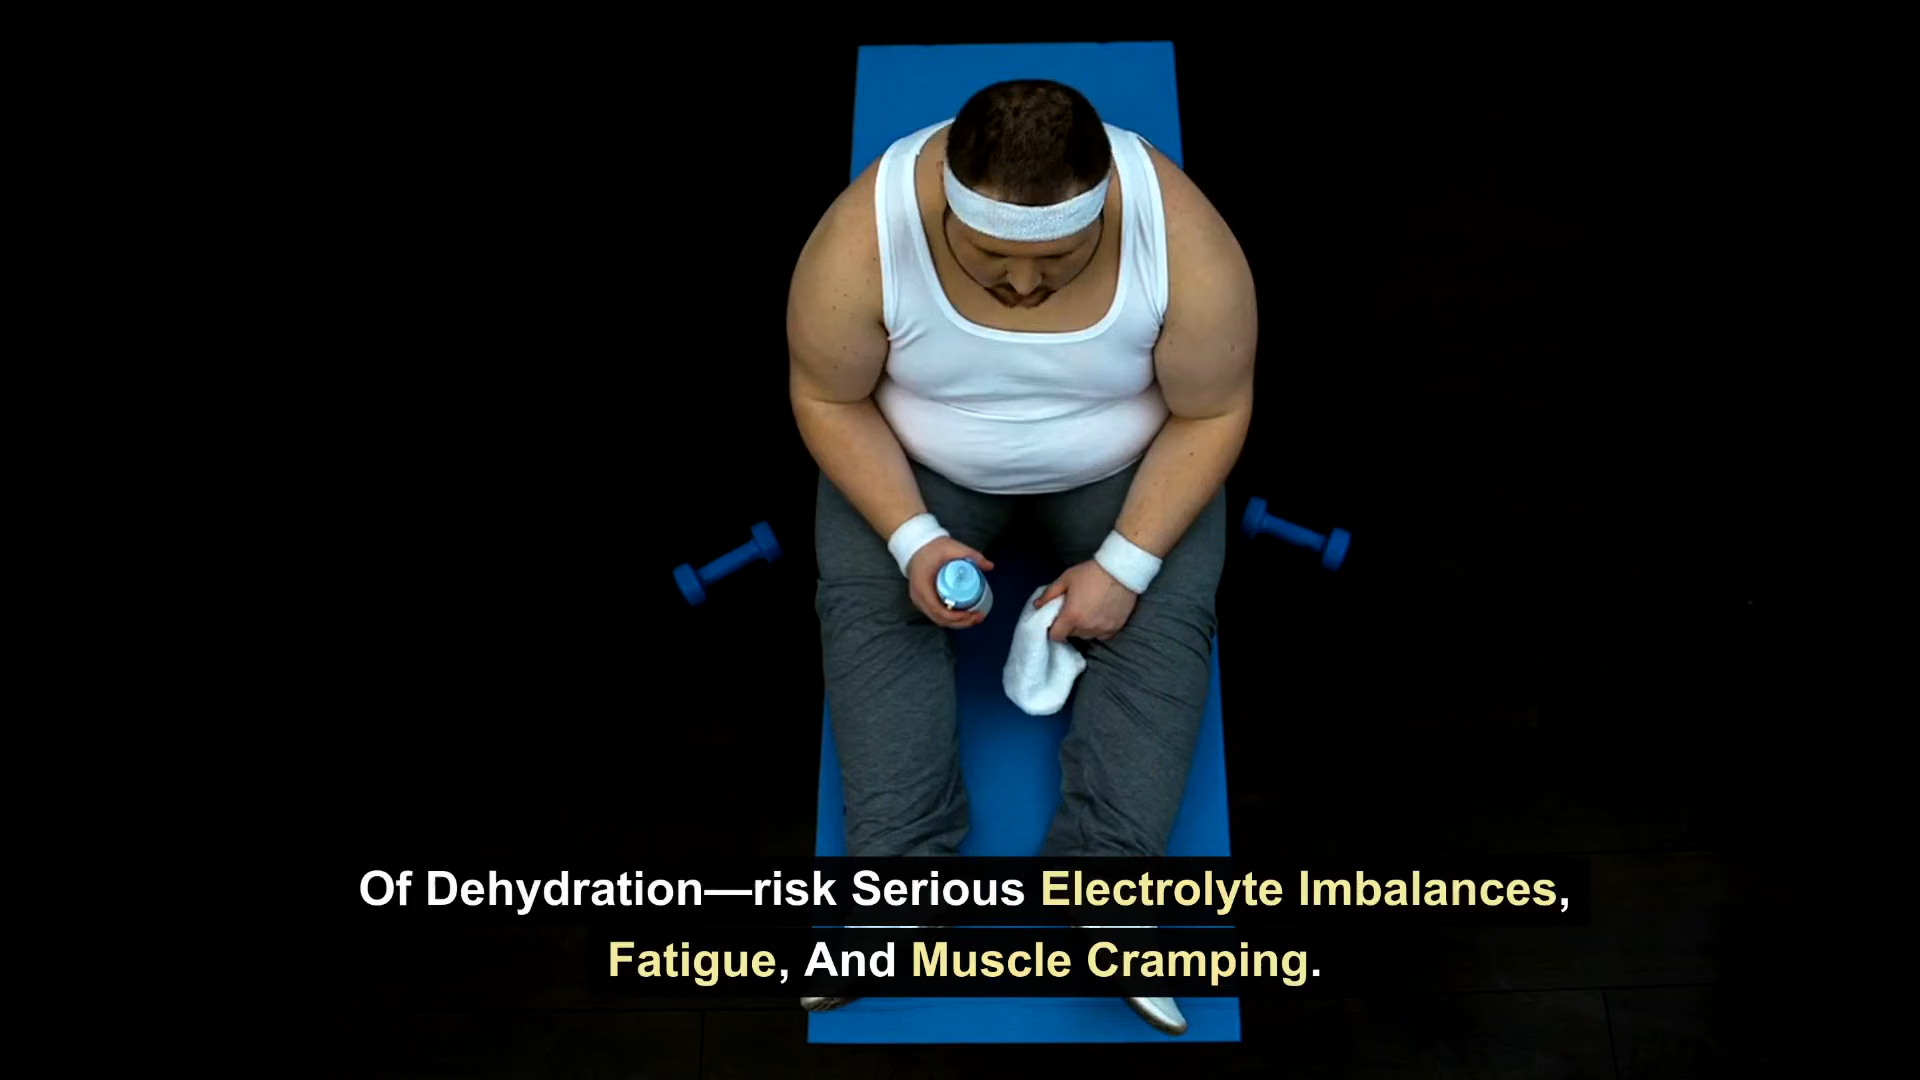 Of Dehydration—risk Serious Electrolyte Imbalances,
Fatigue, And Muscle Cramping.